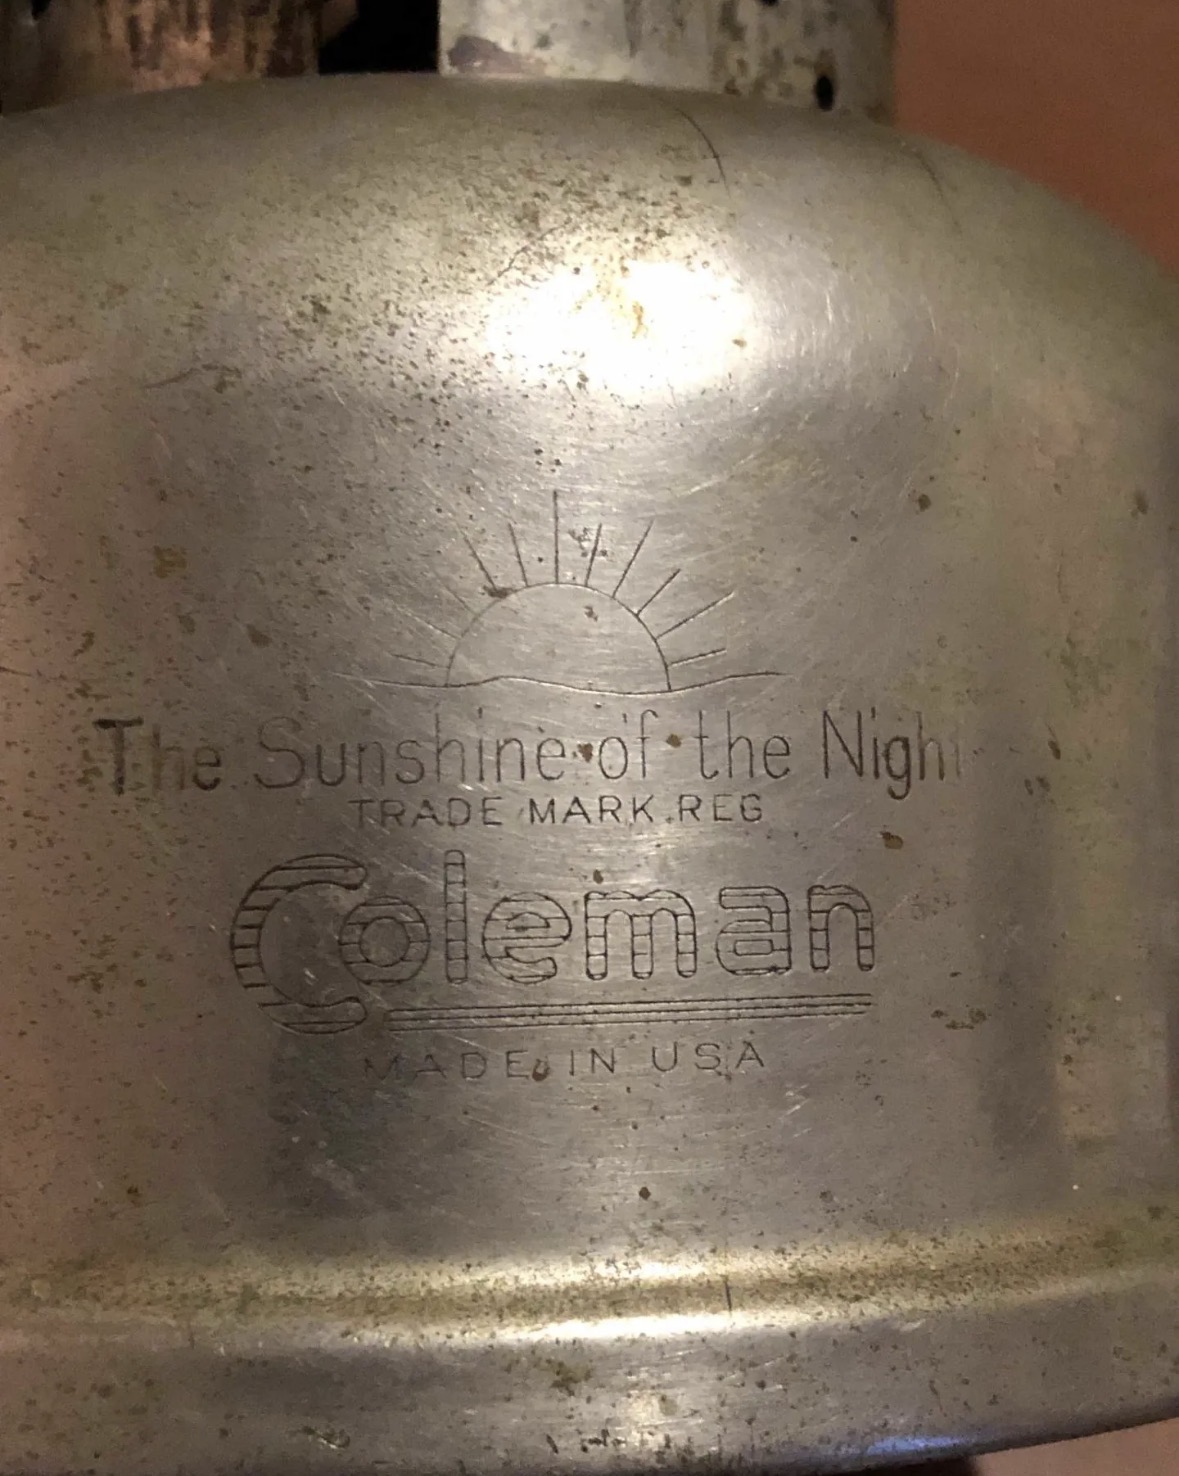 The Sunshine of the Night
TRADE MARK REG
Coleman
MADE IN USA